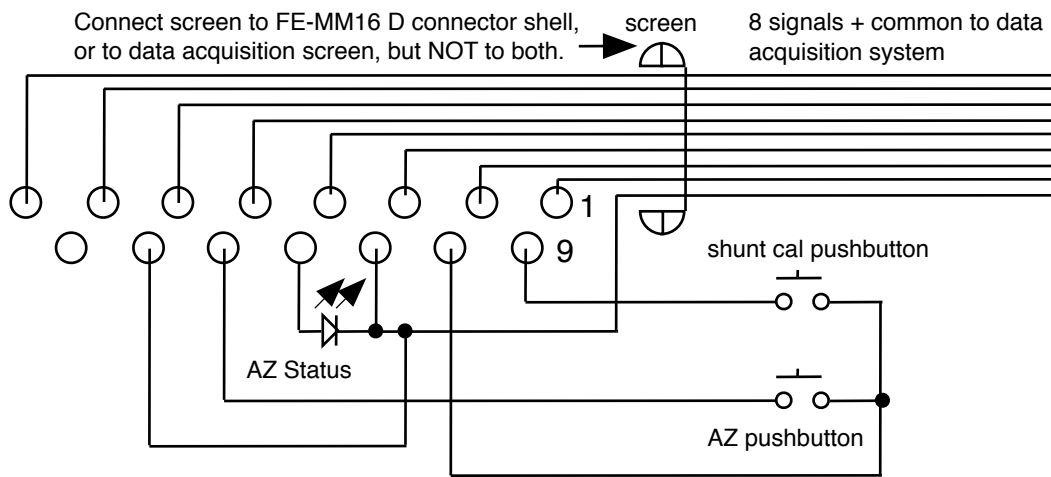 Connect screen to FE-MM16 D connector shell,
or to data acquisition screen, but NOT to both.
screen
8 signals + common to data
acquisition system
1
9
shunt cal pushbutton
AZ Status
AZ pushbutton